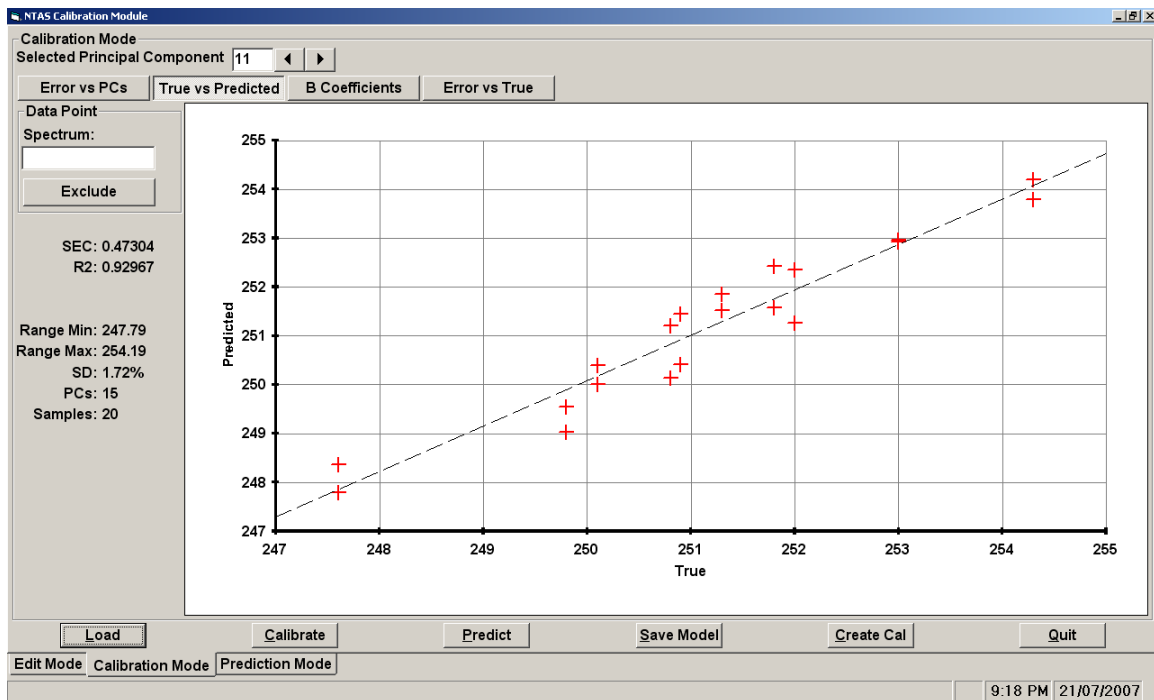 NTAS Calibration Module
Calibration Mode
Selected Principal Component 11
Error vs PCs True vs Predicted B Coefficients Error vs True
Data Point
Spectrum:
Exclude
SEC: 0.47304
R2: 0.92967
Range Min: 247.79
Range Max: 254.19
SD: 1.72%
PCs: 15
Samples: 20
255
254
253
252
251
250
249
248
247
Predicted
247 248 249 250 251 252 253 254 255
True
Load Calibrate Predict Save Model Create Cal Quit
Edit Mode Calibration Mode Prediction Mode
9:18 PM 21/07/2007